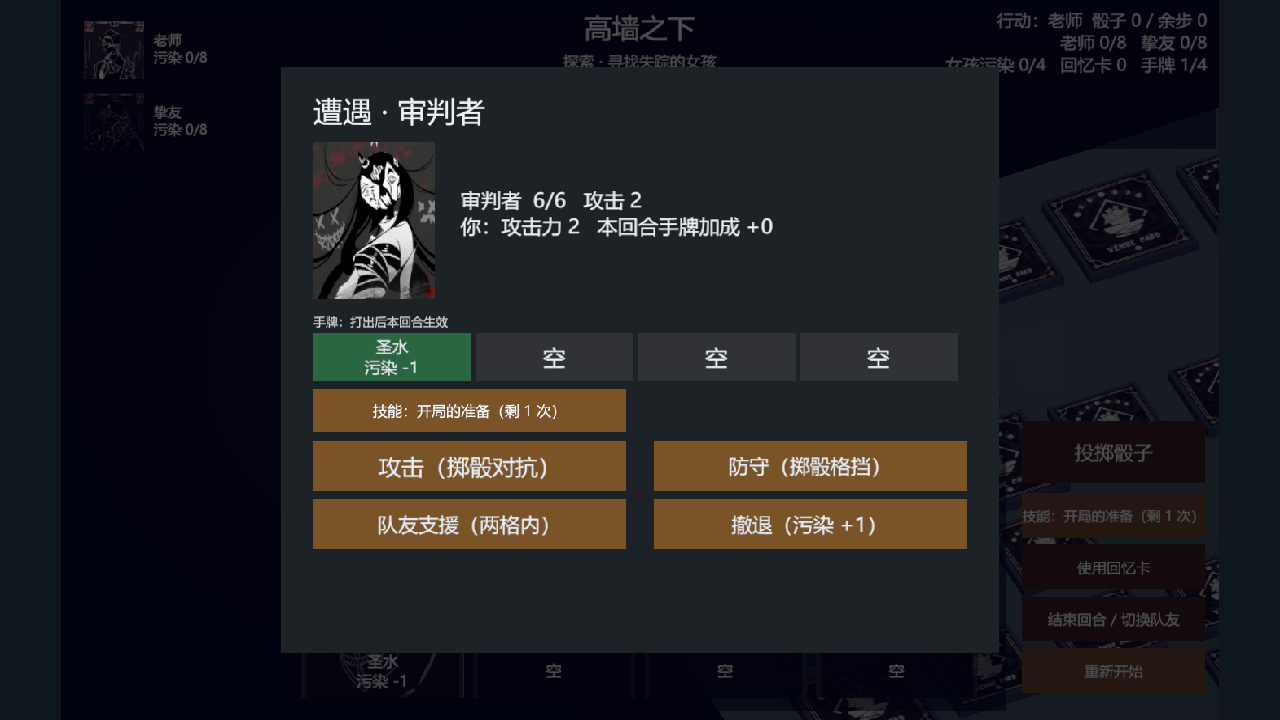 高墙之下
探索 · 寻找失踪的女孩
老师
污染 0/8
挚友
污染 0/8
行动：老师 骰子 0 / 余步 0
老师 0/8 挚友 0/8
女孩污染 0/4 回忆卡 0 手牌 1/4
遭遇 · 审判者
审判者 6/6 攻击 2
你：攻击力 2 本回合手牌加成 +0
手牌：打出后本回合生效
圣水
污染 -1
空
空
空
技能：开局的准备（剩 1 次）
攻击（掷骰对抗）
防守（掷骰格挡）
队友支援（两格内）
撤退（污染 +1）
投掷骰子
技能：开局的准备（剩 1 次）
使用回忆卡
结束回合 / 切换队友
重新开始
圣水
污染 -1
空
空
空